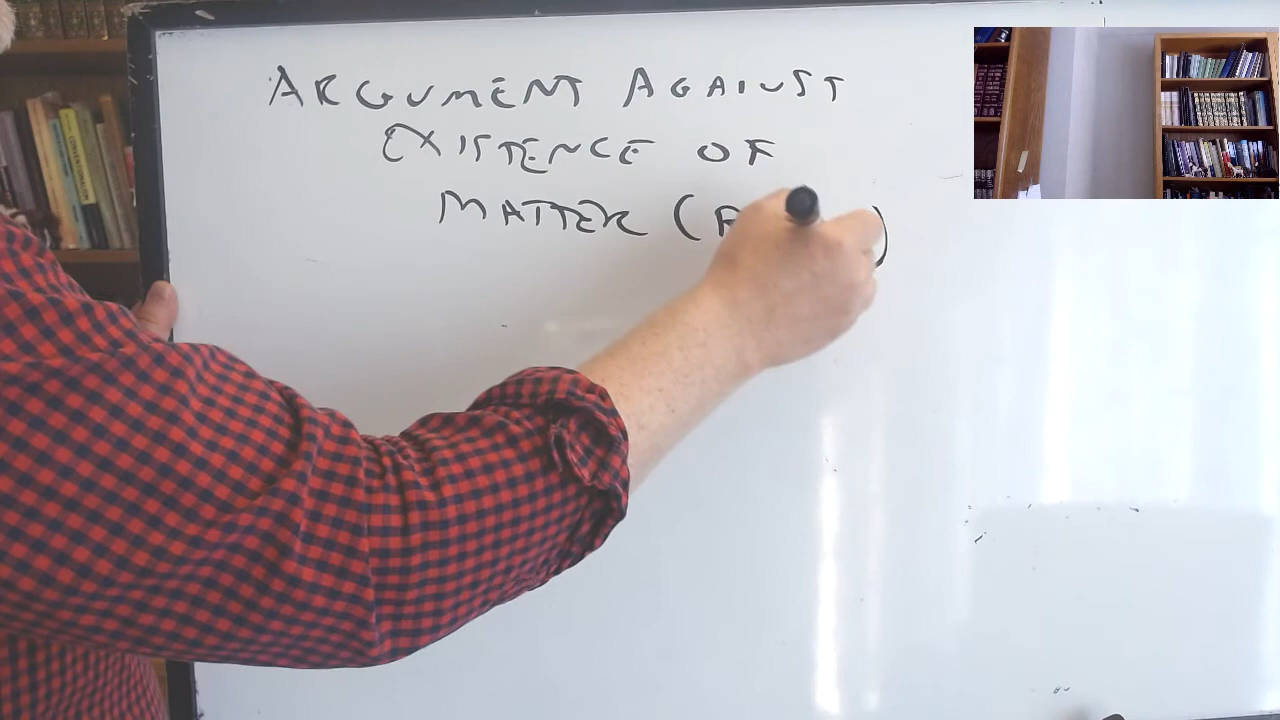 ARGUMENT AGAINST
EXISTENCE OF
MATTER (        )